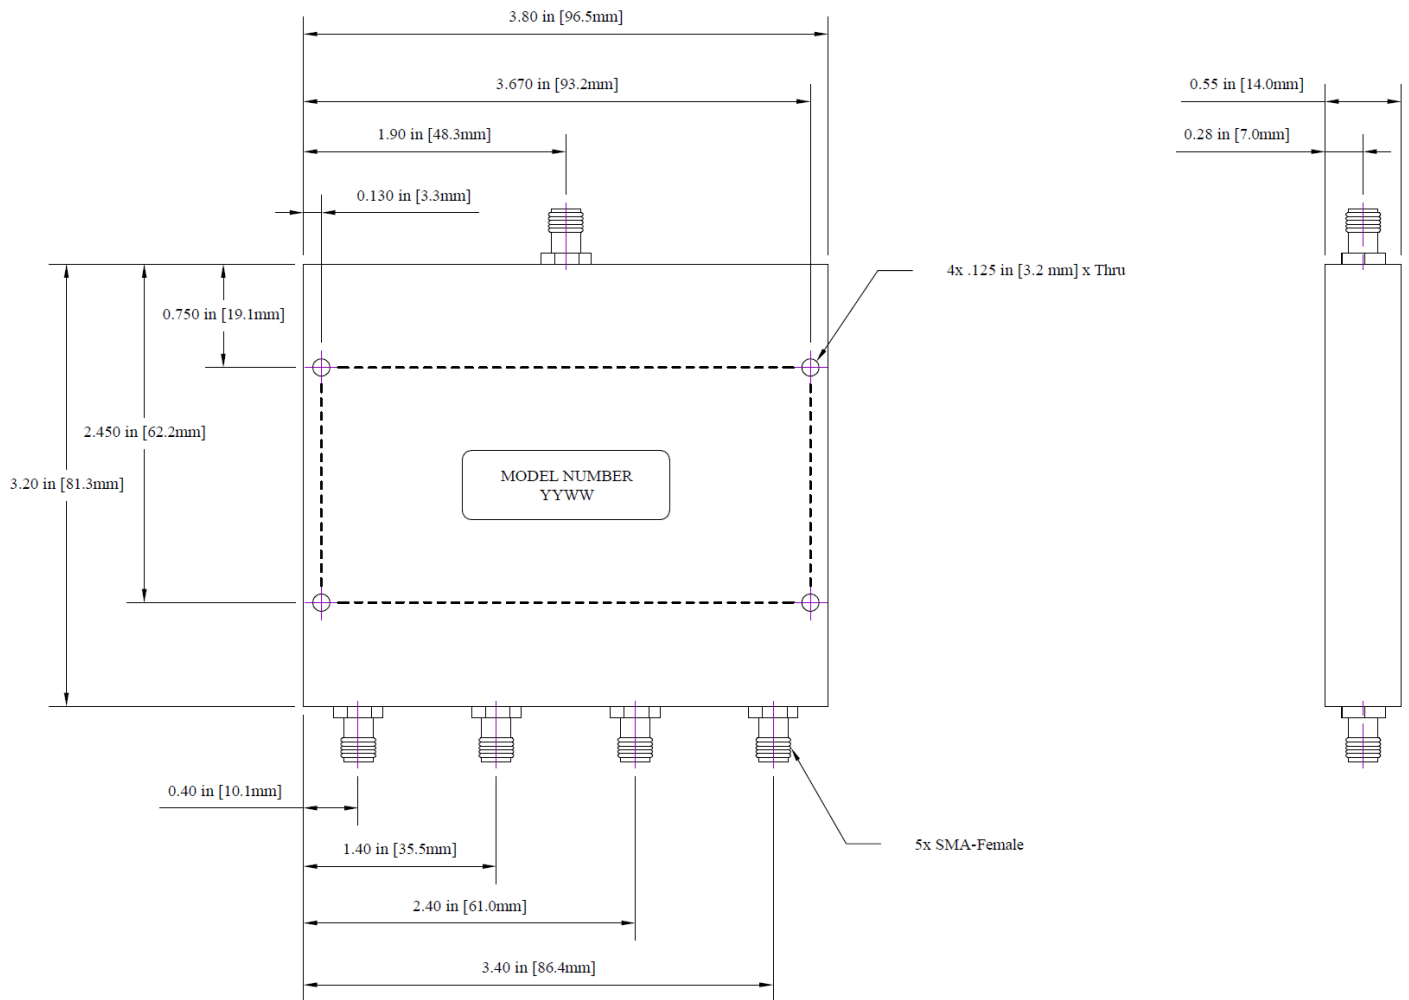 3.80 in [96.5mm]
3.670 in [93.2mm]
0.55 in [14.0mm]
1.90 in [48.3mm]
0.28 in [7.0mm]
0.130 in [3.3mm]
4x .125 in [3.2 mm] x Thru
0.750 in [19.1mm]
2.450 in [62.2mm]
3.20 in [81.3mm]
MODEL NUMBER
YYWW
0.40 in [10.1mm]
1.40 in [35.5mm]
5x SMA-Female
2.40 in [61.0mm]
3.40 in [86.4mm]